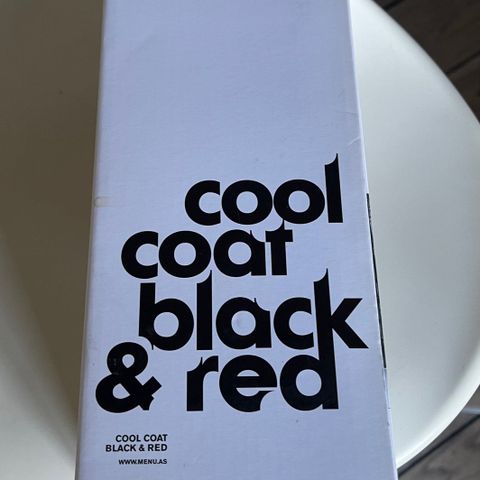 cool
coat
black
& red
COOL COAT
BLACK & RED
WWW.MENU.AS